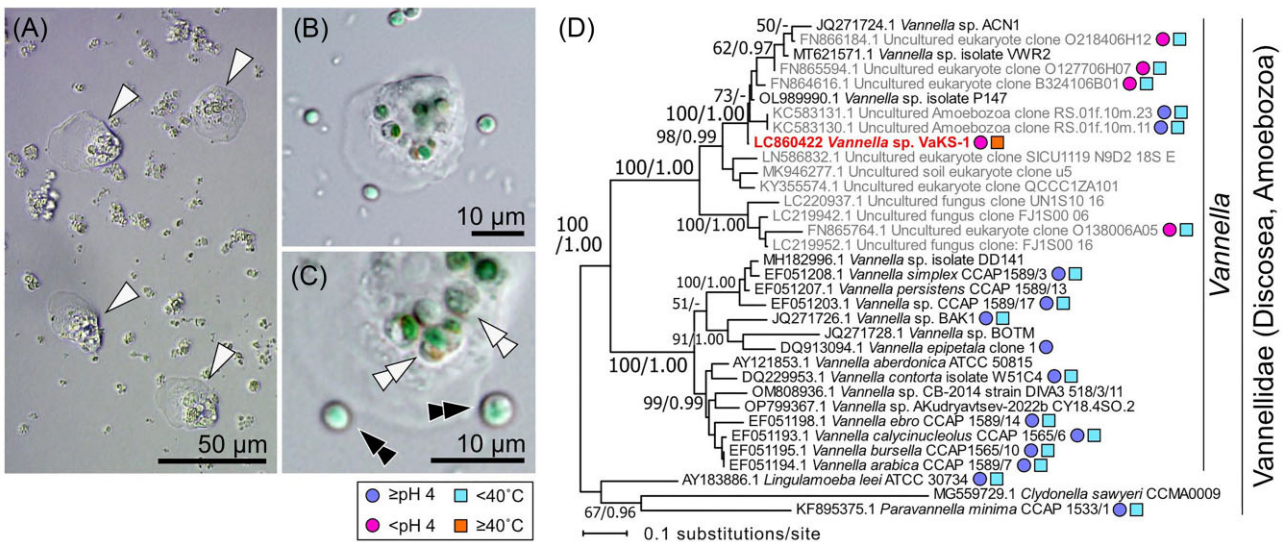 (A)
50 µm
(B)
10 µm
(C)
10 µm
≥pH 4 <40˚C
<pH 4 ≥40˚C
(D)
50/-
JQ271724.1 Vannella sp. ACN1
FN866184.1 Uncultured eukaryote clone O218406H12
62/0.97
MT621571.1 Vannella sp. isolate VWR2
FN865594.1 Uncultured eukaryote clone O127706H07
FN864616.1 Uncultured eukaryote clone B324106B01
73/-
OL989990.1 Vannella sp. isolate P147
100/1.00
KC583131.1 Uncultured Amoebozoa clone RS.01f.10m.23
KC583130.1 Uncultured Amoebozoa clone RS.01f.10m.11
98/0.99
LC860422 Vannella sp. VaKS-1
LN586832.1 Uncultured eukaryote clone SICU1119 N9D2 18S E
100/1.00
MK946277.1 Uncultured soil eukaryote clone u5
KY355574.1 Uncultured eukaryote clone QCCC1ZA101
LC220937.1 Uncultured fungus clone UN1S10 16
LC219942.1 Uncultured fungus clone FJ1S00 06
100/1.00
FN865764.1 Uncultured eukaryote clone O138006A05
LC219952.1 Uncultured fungus clone: FJ1S00 16
100
/1.00
MH182996.1 Vannella sp. isolate DD141
100/1.00
EF051208.1 Vannella simplex CCAP1589/3
EF051207.1 Vannella persistens CCAP 1589/13
51/-
EF051203.1 Vannella sp. CCAP 1589/17
JQ271726.1 Vannella sp. BAK1
91/1.00
JQ271728.1 Vannella sp. BOTM
DQ913094.1 Vannella epipetala clone 1
100/1.00
AY121853.1 Vannella aberdonica ATCC 50815
DQ229953.1 Vannella contorta isolate W51C4
OM808936.1 Vannella sp. CB-2014 strain DIVA3 518/3/11
99/0.99
OP799367.1 Vannella sp. AKudryavtsev-2022b CY18.4SO.2
EF051198.1 Vannella ebro CCAP 1589/14
EF051193.1 Vannella calycinucleolus CCAP 1565/6
EF051195.1 Vannella bursella CCAP1565/10
EF051194.1 Vannella arabica CCAP 1589/7
AY183886.1 Lingulamoeba leei ATCC 30734
MG559729.1 Clydonella sawyeri CCMA0009
67/0.96
KF895375.1 Paravannella minima CCAP 1533/1
0.1 substitutions/site
Vannella
Vannellidae (Discosea, Amoebozoa)